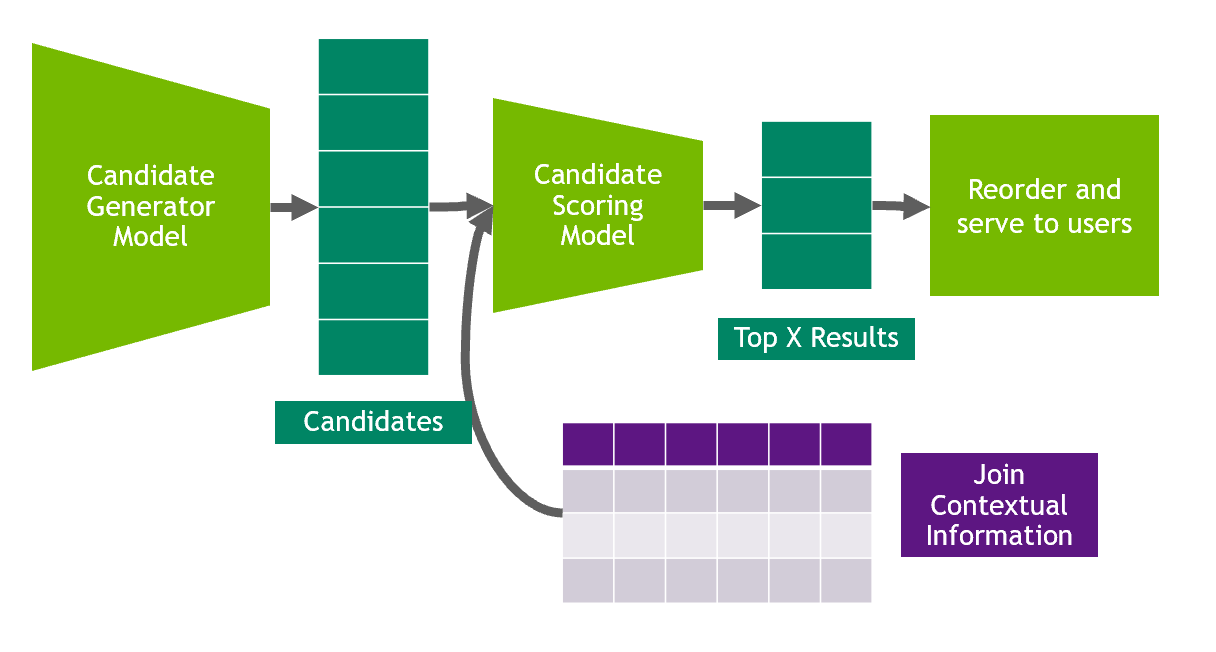 Candidate
Generator
Model
Candidates
Candidate
Scoring
Model
Top X Results
Reorder and
serve to users
Join
Contextual
Information